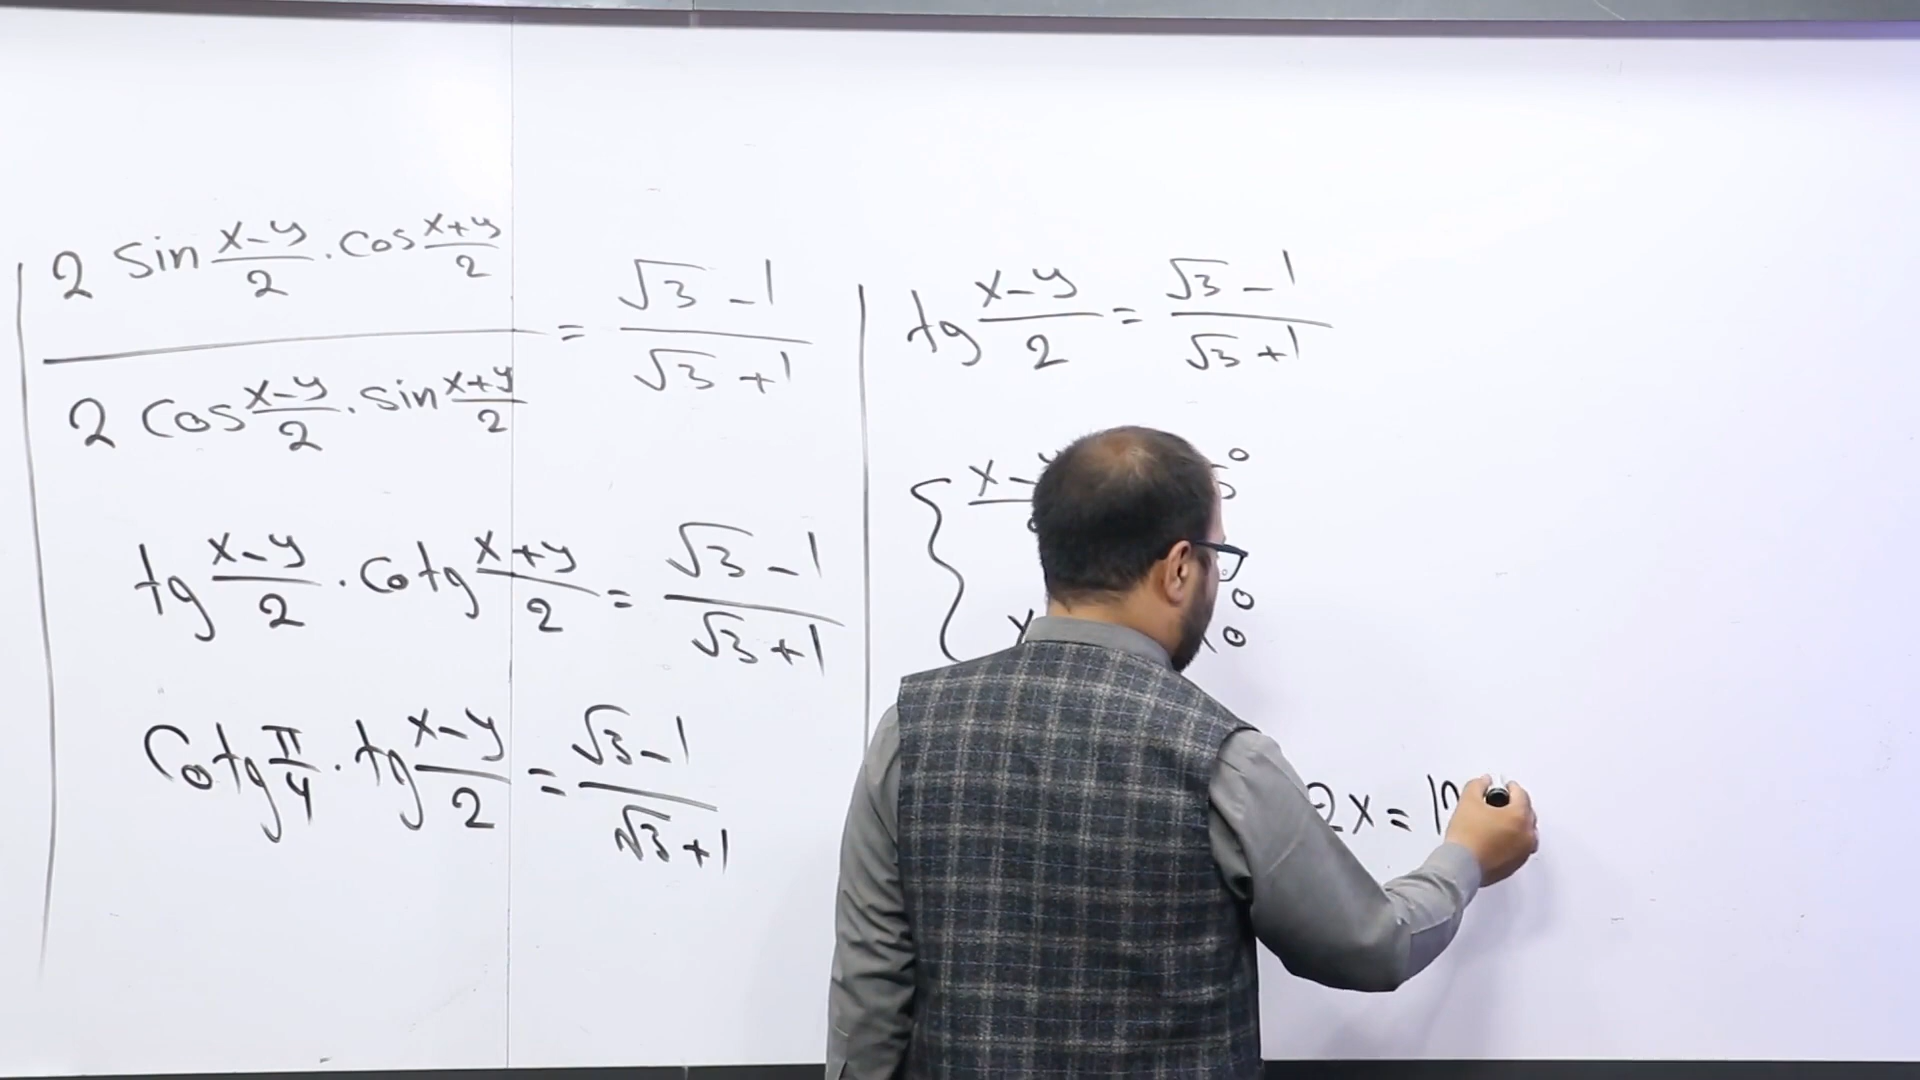 2 sin (x-y)/2 . cos (x+y)/2
= (√3 - 1)/(√3 + 1)
2 cos (x-y)/2 . sin (x+y)/2
tg (x-y)/2 . cotg (x+y)/2 = (√3 - 1)/(√3 + 1)
Cotg π/4 . tg (x-y)/2 = (√3 - 1)/(√3 + 1)
tg (x-y)/2 = (√3 - 1)/(√3 + 1)
2x = 1